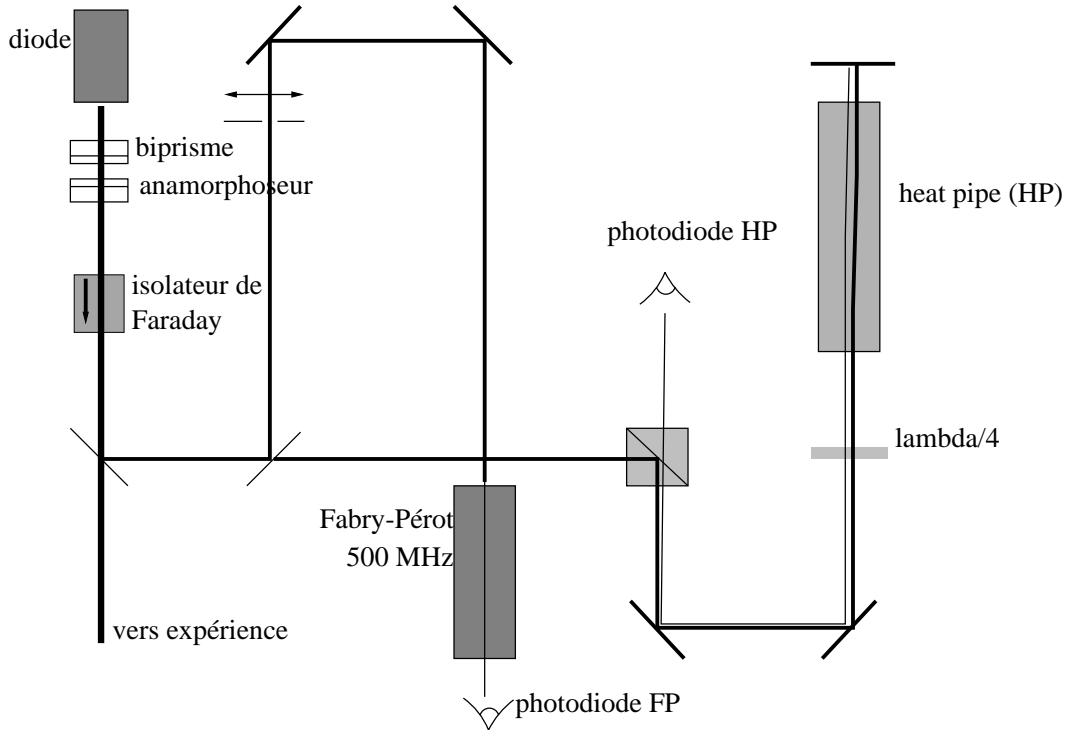 diode
biprisme
anamorphoseur
isolateur de
Faraday
vers expérience
Fabry-Pérot
500 MHz
photodiode FP
photodiode HP
heat pipe (HP)
lambda/4